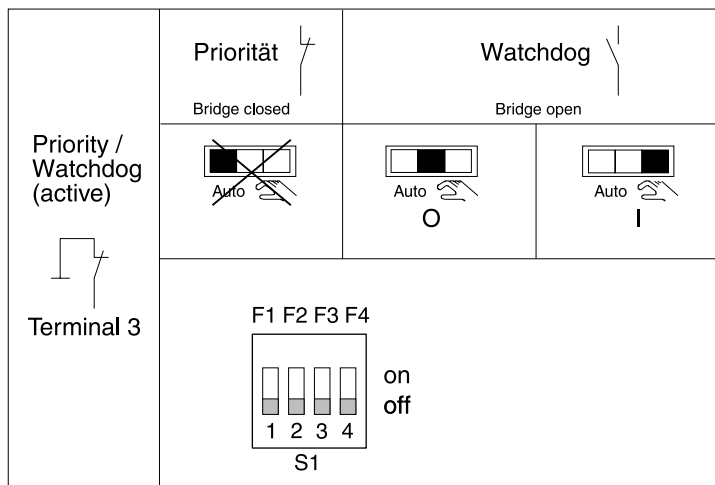 Priorität
Watchdog
Bridge closed
Bridge open
Priority /
Watchdog
(active)
Terminal 3
Auto
Auto
O
Auto
I
F1 F2 F3 F4
on
off
1 2 3 4
S1